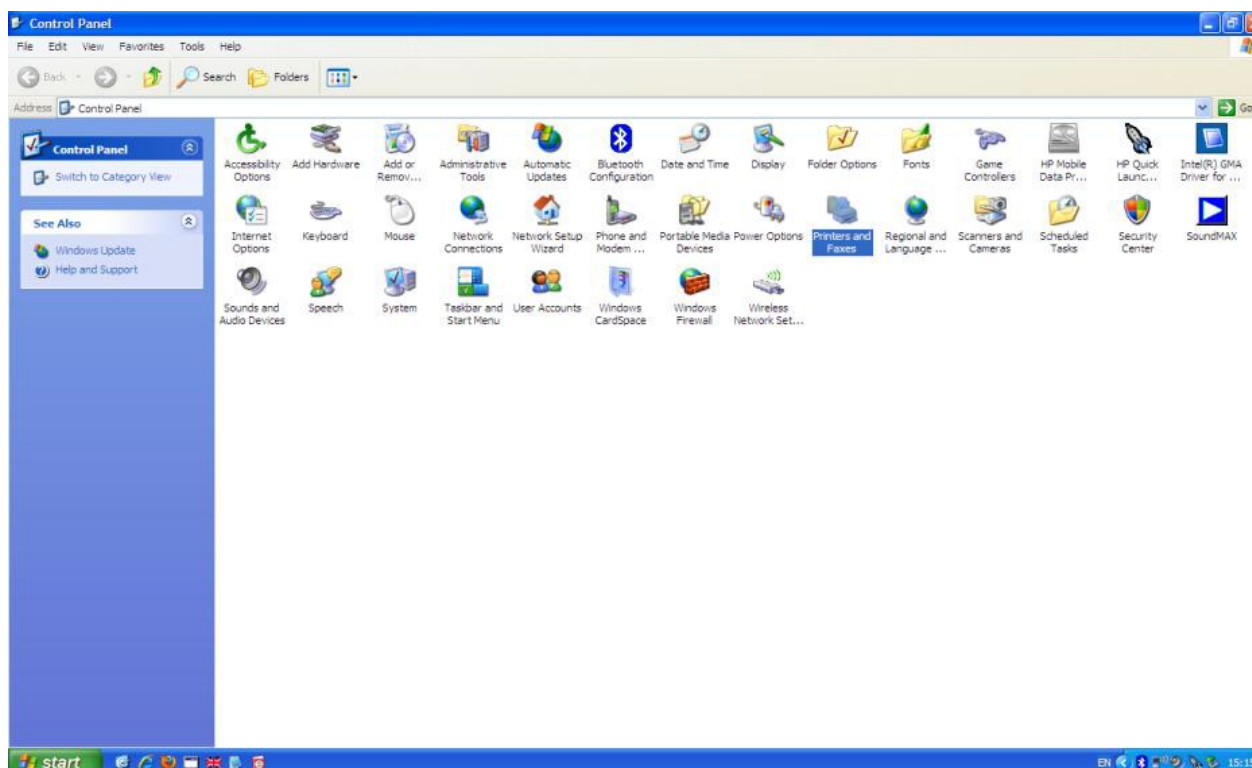 Control Panel
File Edit View Favorites Tools Help
Back Search Folders
Address Control Panel Go
Control Panel
Switch to Category View
See Also
Windows Update
Help and Support
Accessibility Options
Add Hardware
Add or Remov...
Administrative Tools
Automatic Updates
Bluetooth Configuration
Date and Time
Display
Folder Options
Fonts
Game Controllers
HP Mobile Data Pr...
HP Quick Launc...
Intel(R) GMA Driver for ...
Internet Options
Keyboard
Mouse
Network Connections
Network Setup Wizard
Phone and Modem ...
Portable Media Devices
Power Options
Printers and Faxes
Regional and Language ...
Scanners and Cameras
Scheduled Tasks
Security Center
SoundMAX
Sounds and Audio Devices
Speech
System
Taskbar and Start Menu
User Accounts
Windows CardSpace
Windows Firewall
Wireless Network Set...
start EN